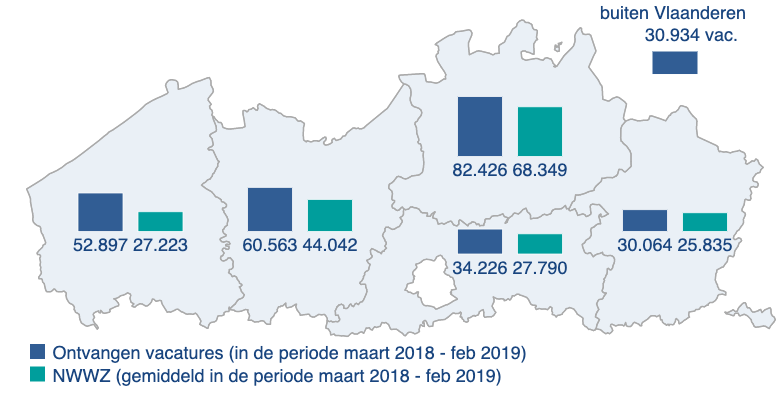 buiten Vlaanderen
30.934 vac.
82.426 68.349
52.897 27.223
60.563 44.042
30.064 25.835
34.226 27.790
Ontvangen vacatures (in de periode maart 2018 - feb 2019)
NWWZ (gemiddeld in de periode maart 2018 - feb 2019)